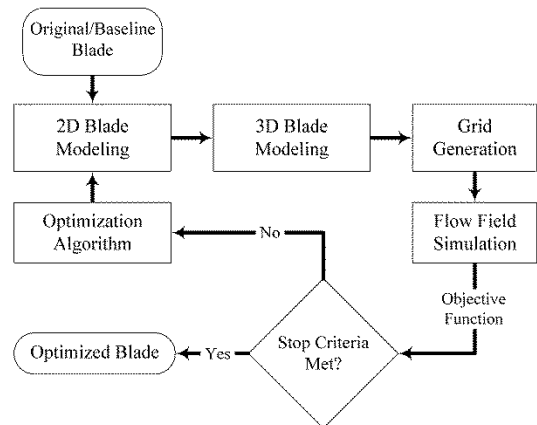 Original/Baseline
Blade
2D Blade
Modeling
3D Blade
Modeling
Grid
Generation
Optimization
Algorithm
No
Flow Field
Simulation
Objective
Function
Optimized Blade
Yes
Stop Criteria
Met?